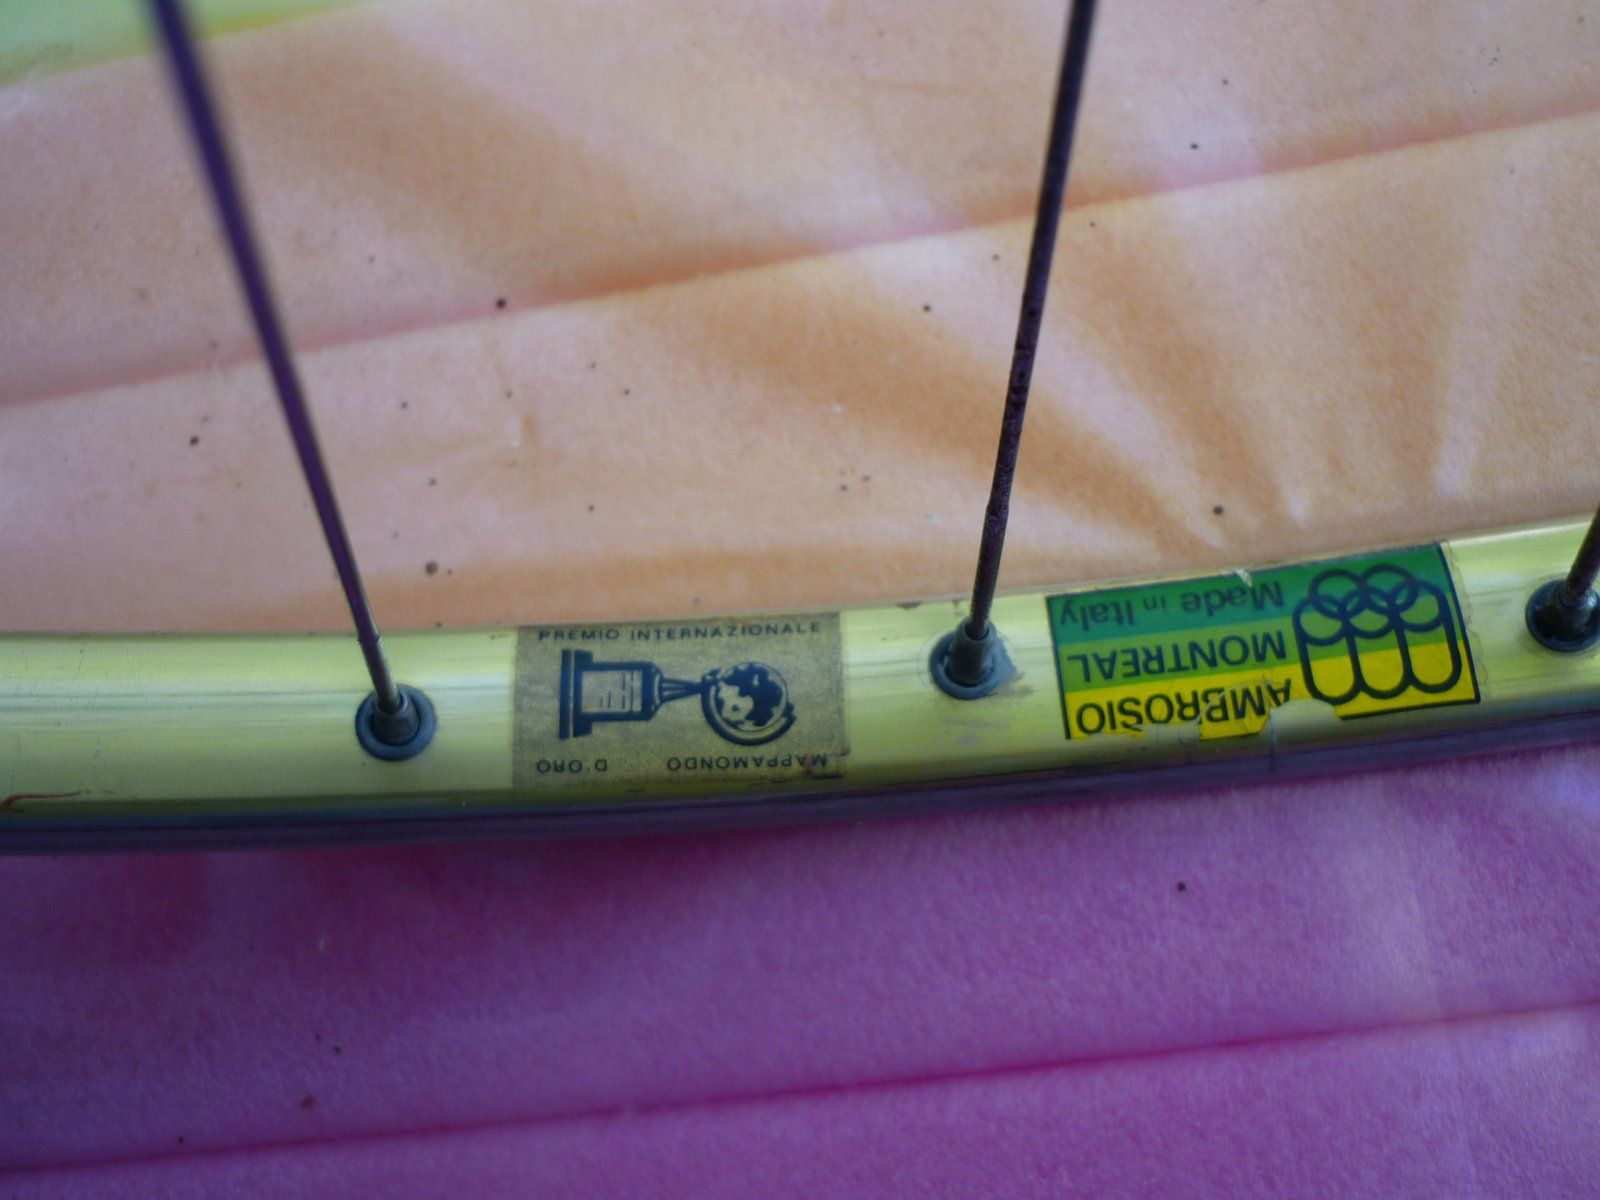 PREMIO INTERNAZIONALE
MAPPAMONDO D'ORO
AMBROSIO
MONTREAL
Made in Italy